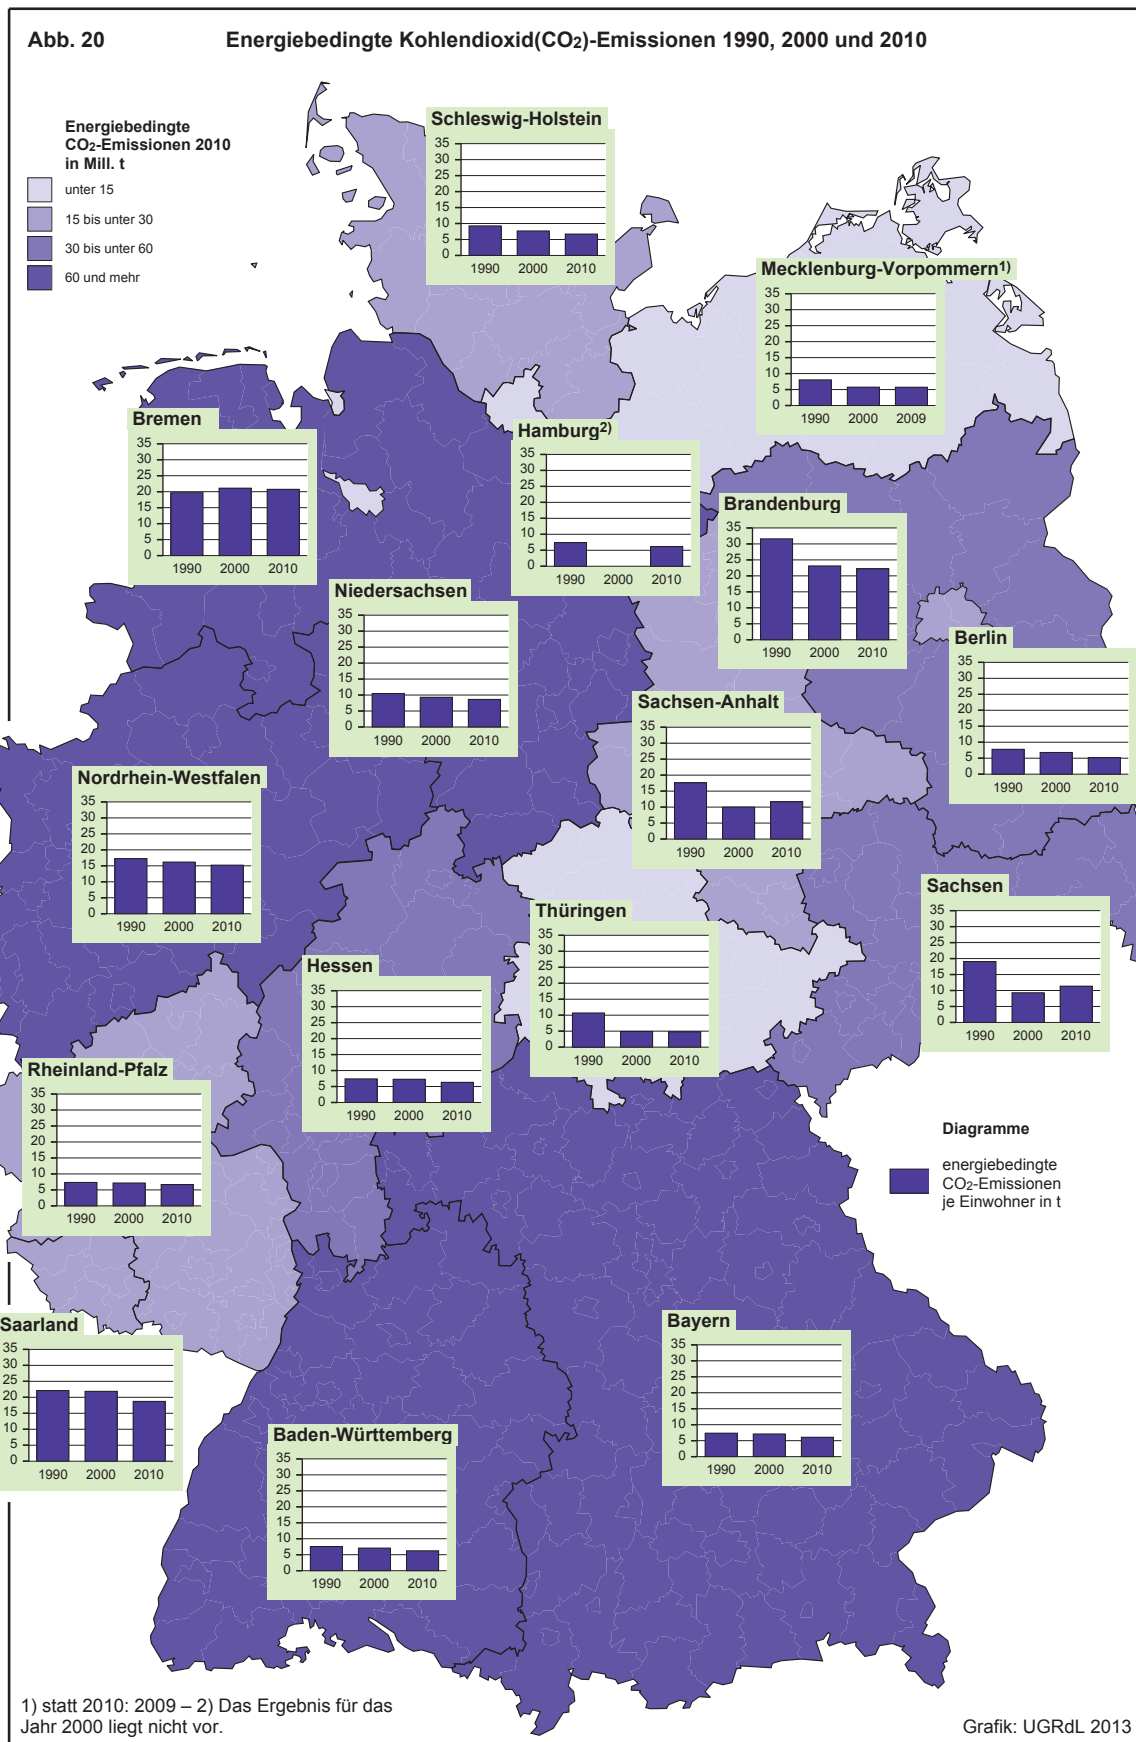 Abb. 20
Energiebedingte Kohlendioxid(CO2)-Emissionen 1990, 2000 und 2010
Energiebedingte
CO2-Emissionen 2010
in Mill. t
unter 15
15 bis unter 30
30 bis unter 60
60 und mehr
Schleswig-Holstein
35
30
25
20
15
10
5
0
1990 2000 2010
Mecklenburg-Vorpommern1)
35
30
25
20
15
10
5
0
1990 2000 2009
Bremen
35
30
25
20
15
10
5
0
1990 2000 2010
Hamburg2)
35
30
25
20
15
10
5
0
1990 2000 2010
Brandenburg
35
30
25
20
15
10
5
0
1990 2000 2010
Niedersachsen
35
30
25
20
15
10
5
0
1990 2000 2010
Berlin
35
30
25
20
15
10
5
0
1990 2000 2010
Sachsen-Anhalt
35
30
25
20
15
10
5
0
1990 2000 2010
Nordrhein-Westfalen
35
30
25
20
15
10
5
0
1990 2000 2010
Sachsen
35
30
25
20
15
10
5
0
1990 2000 2010
Thüringen
35
30
25
20
15
10
5
0
1990 2000 2010
Hessen
35
30
25
20
15
10
5
0
1990 2000 2010
Rheinland-Pfalz
35
30
25
20
15
10
5
0
1990 2000 2010
Diagramme
energiebedingte
CO2-Emissionen
je Einwohner in t
Saarland
35
30
25
20
15
10
5
0
1990 2000 2010
Bayern
35
30
25
20
15
10
5
0
1990 2000 2010
Baden-Württemberg
35
30
25
20
15
10
5
0
1990 2000 2010
1) statt 2010: 2009 – 2) Das Ergebnis für das
Jahr 2000 liegt nicht vor.
Grafik: UGRdL 2013